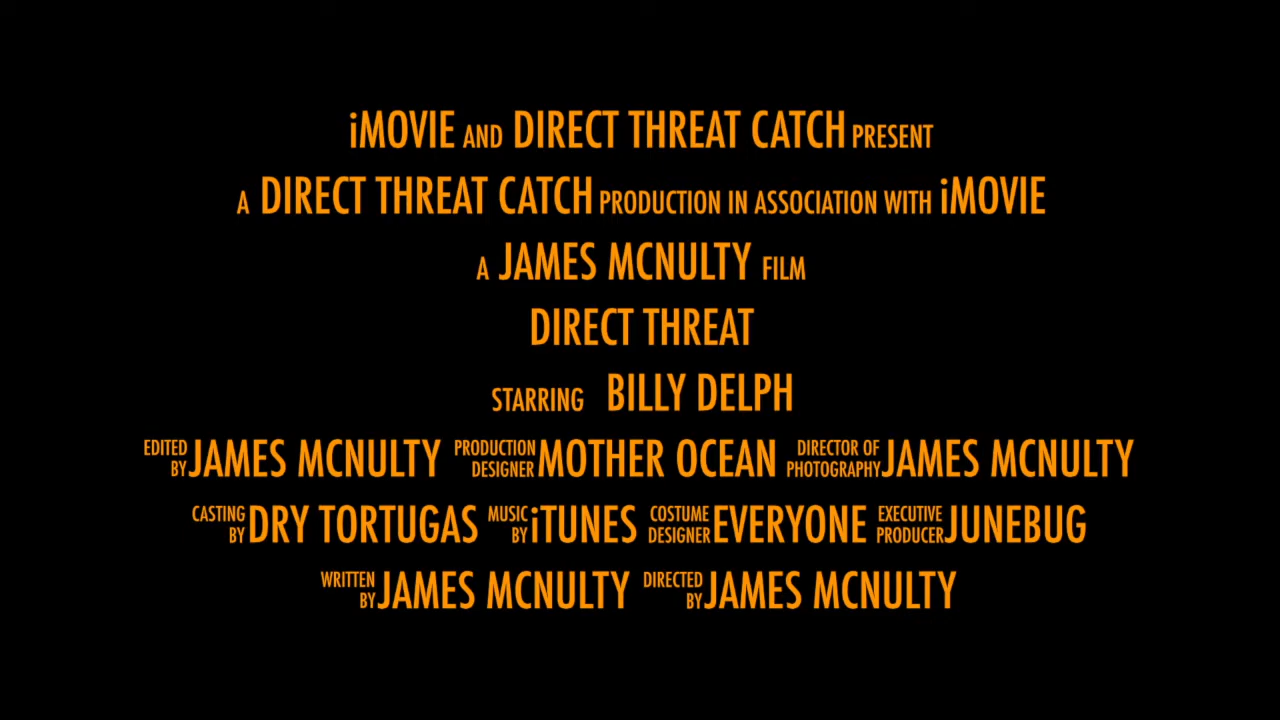 iMOVIE AND DIRECT THREAT CATCH PRESENT
A DIRECT THREAT CATCH PRODUCTION IN ASSOCIATION WITH iMOVIE
A JAMES MCNULTY FILM
DIRECT THREAT
STARRING BILLY DELPH
EDITED BY JAMES MCNULTY PRODUCTION DESIGNER MOTHER OCEAN DIRECTOR OF PHOTOGRAPHY JAMES MCNULTY
CASTING BY DRY TORTUGAS MUSIC BY iTUNES COSTUME DESIGNER EVERYONE EXECUTIVE PRODUCER JUNEBUG
WRITTEN BY JAMES MCNULTY DIRECTED BY JAMES MCNULTY